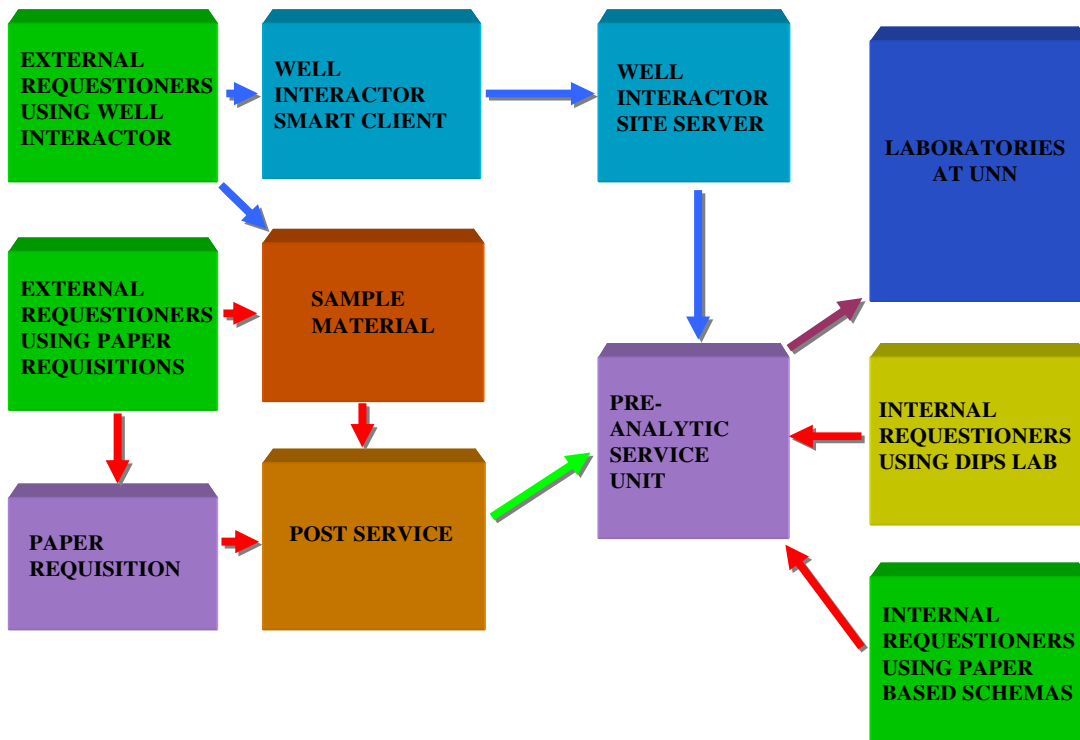 EXTERNAL
REQUESTIONERS
USING WELL
INTERACTOR
WELL
INTERACTOR
SMART CLIENT
WELL
INTERACTOR
SITE SERVER
LABORATORIES
AT UNN
EXTERNAL
REQUESTIONERS
USING PAPER
REQUISITIONS
SAMPLE
MATERIAL
PRE-
ANALYTIC
SERVICE
UNIT
INTERNAL
REQUESTIONERS
USING DIPS LAB
PAPER
REQUISITION
POST SERVICE
INTERNAL
REQUESTIONERS
USING PAPER
BASED SCHEMAS